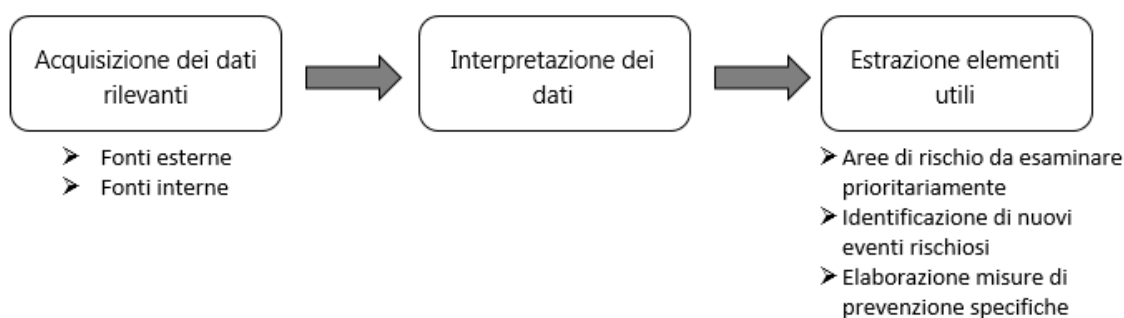 Acquisizione dei dati
rilevanti
➤ Fonti esterne
➤ Fonti interne
Interpretazione dei
dati
Estrazione elementi
utili
➤ Aree di rischio da esaminare
prioritariamente
➤ Identificazione di nuovi
eventi rischiosi
➤ Elaborazione misure di
prevenzione specifiche